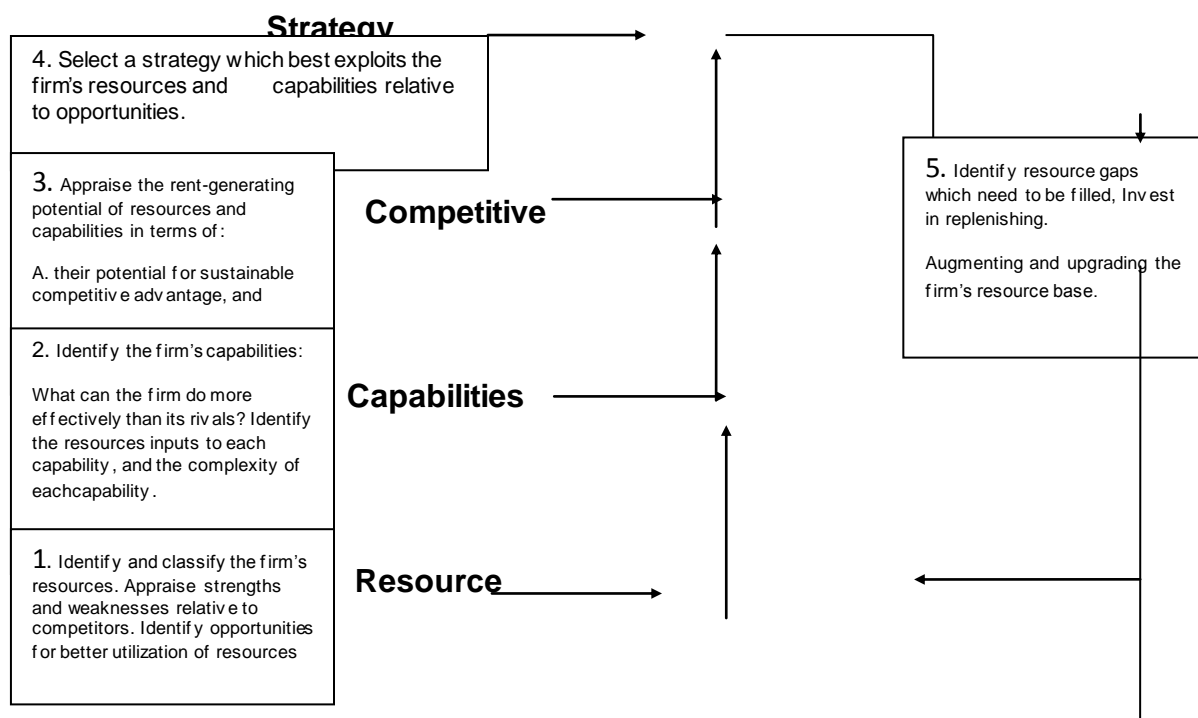 Strategy
4. Select a strategy which best exploits the
firm's resources and capabilities relative
to opportunities.
3. Appraise the rent-generating
potential of resources and
capabilities in terms of:
A. their potential for sustainable
competitive advantage, and
Competitive
5. Identify resource gaps
which need to be filled, Invest
in replenishing.
Augmenting and upgrading the
firm's resource base.
2. Identify the firm's capabilities:
What can the firm do more
effectively than its rivals? Identify
the resources inputs to each
capability, and the complexity of
eachcapability.
Capabilities
1. Identify and classify the firm's
resources. Appraise strengths
and weaknesses relative to
competitors. Identify opportunities
for better utilization of resources
Resource